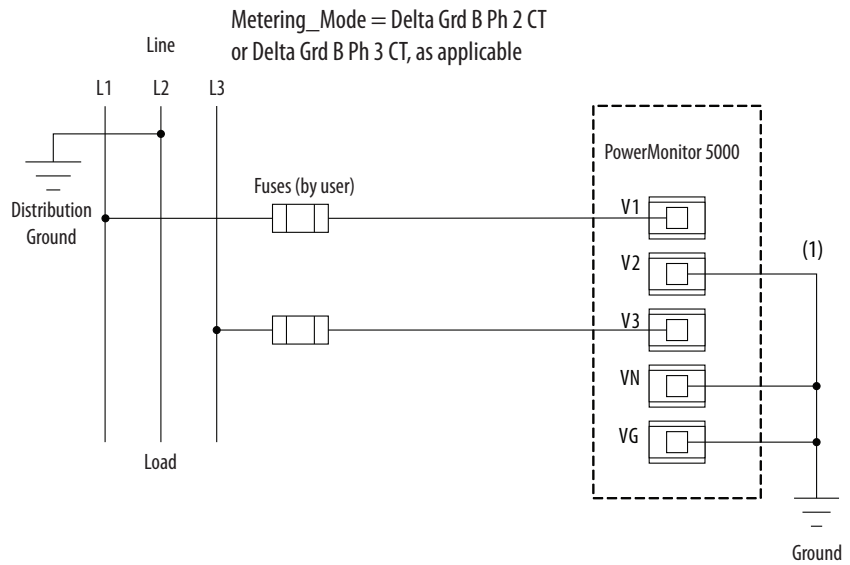 Metering_Mode = Delta Grd B Ph 2 CT
or Delta Grd B Ph 3 CT, as applicable
Line
L1
L2
L3
PowerMonitor 5000
Fuses (by user)
Distribution
Ground
V1
V2
(1)
V3
VN
VG
Load
Ground